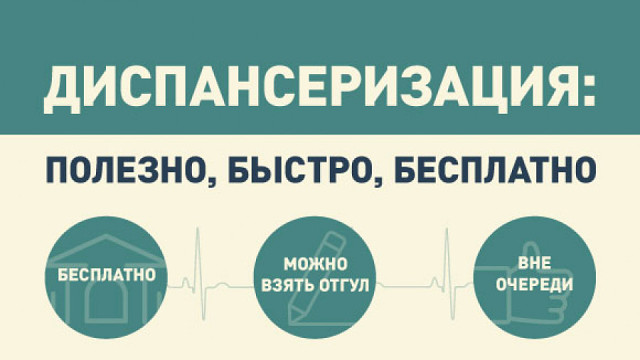 ДИСПАНСЕРИЗАЦИЯ:
ПОЛЕЗНО, БЫСТРО, БЕСПЛАТНО
БЕСПЛАТНО
МОЖНО
ВЗЯТЬ ОТГУЛ
ВНЕ
ОЧЕРЕДИ